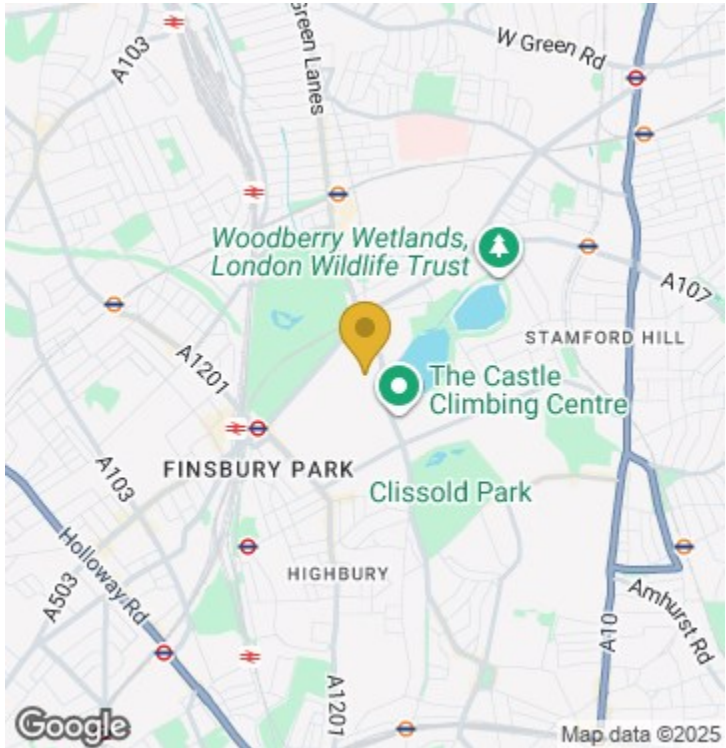 W Green Rd
A103
Green Lanes
Woodberry Wetlands,
London Wildlife Trust
A107
STAMFORD HILL
A1201
The Castle
Climbing Centre
A103
FINSBURY PARK
Clissold Park
Holloway Rd
HIGHBURY
A503
Amhurst Rd
A10
A1201
Google
Map data ©2025